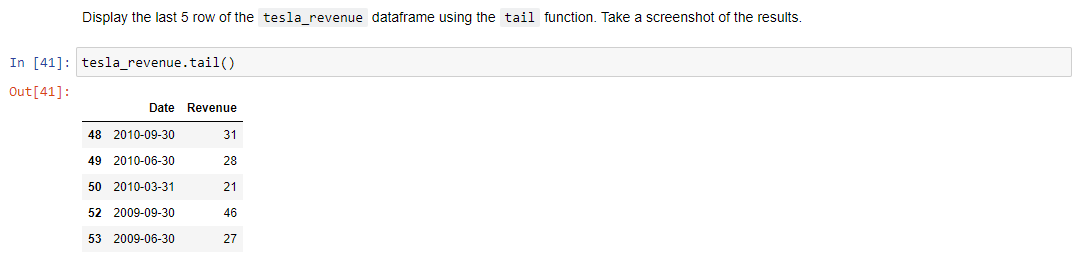 Display the last 5 row of the tesla_revenue dataframe using the tail function. Take a screenshot of the results.
In [41]: tesla_revenue.tail()
Out[41]:
Date Revenue
48 2010-09-30 31
49 2010-06-30 28
50 2010-03-31 21
52 2009-09-30 46
53 2009-06-30 27